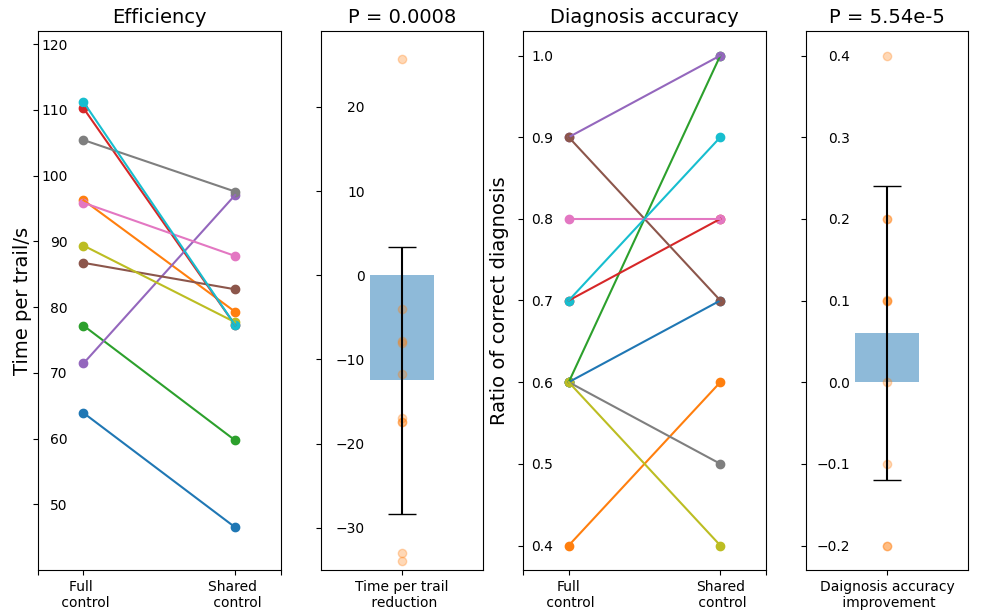 Efficiency
P = 0.0008
Diagnosis accuracy
P = 5.54e-5
Time per trail/s
120
110
100
90
80
70
60
50
Full
control
Shared
control
20
10
0
−10
−20
−30
Time per trail
reduction
Ratio of correct diagnosis
1.0
0.9
0.8
0.7
0.6
0.5
0.4
Full
control
Shared
control
0.4
0.3
0.2
0.1
0.0
−0.1
−0.2
Daignosis accuracy
improvement